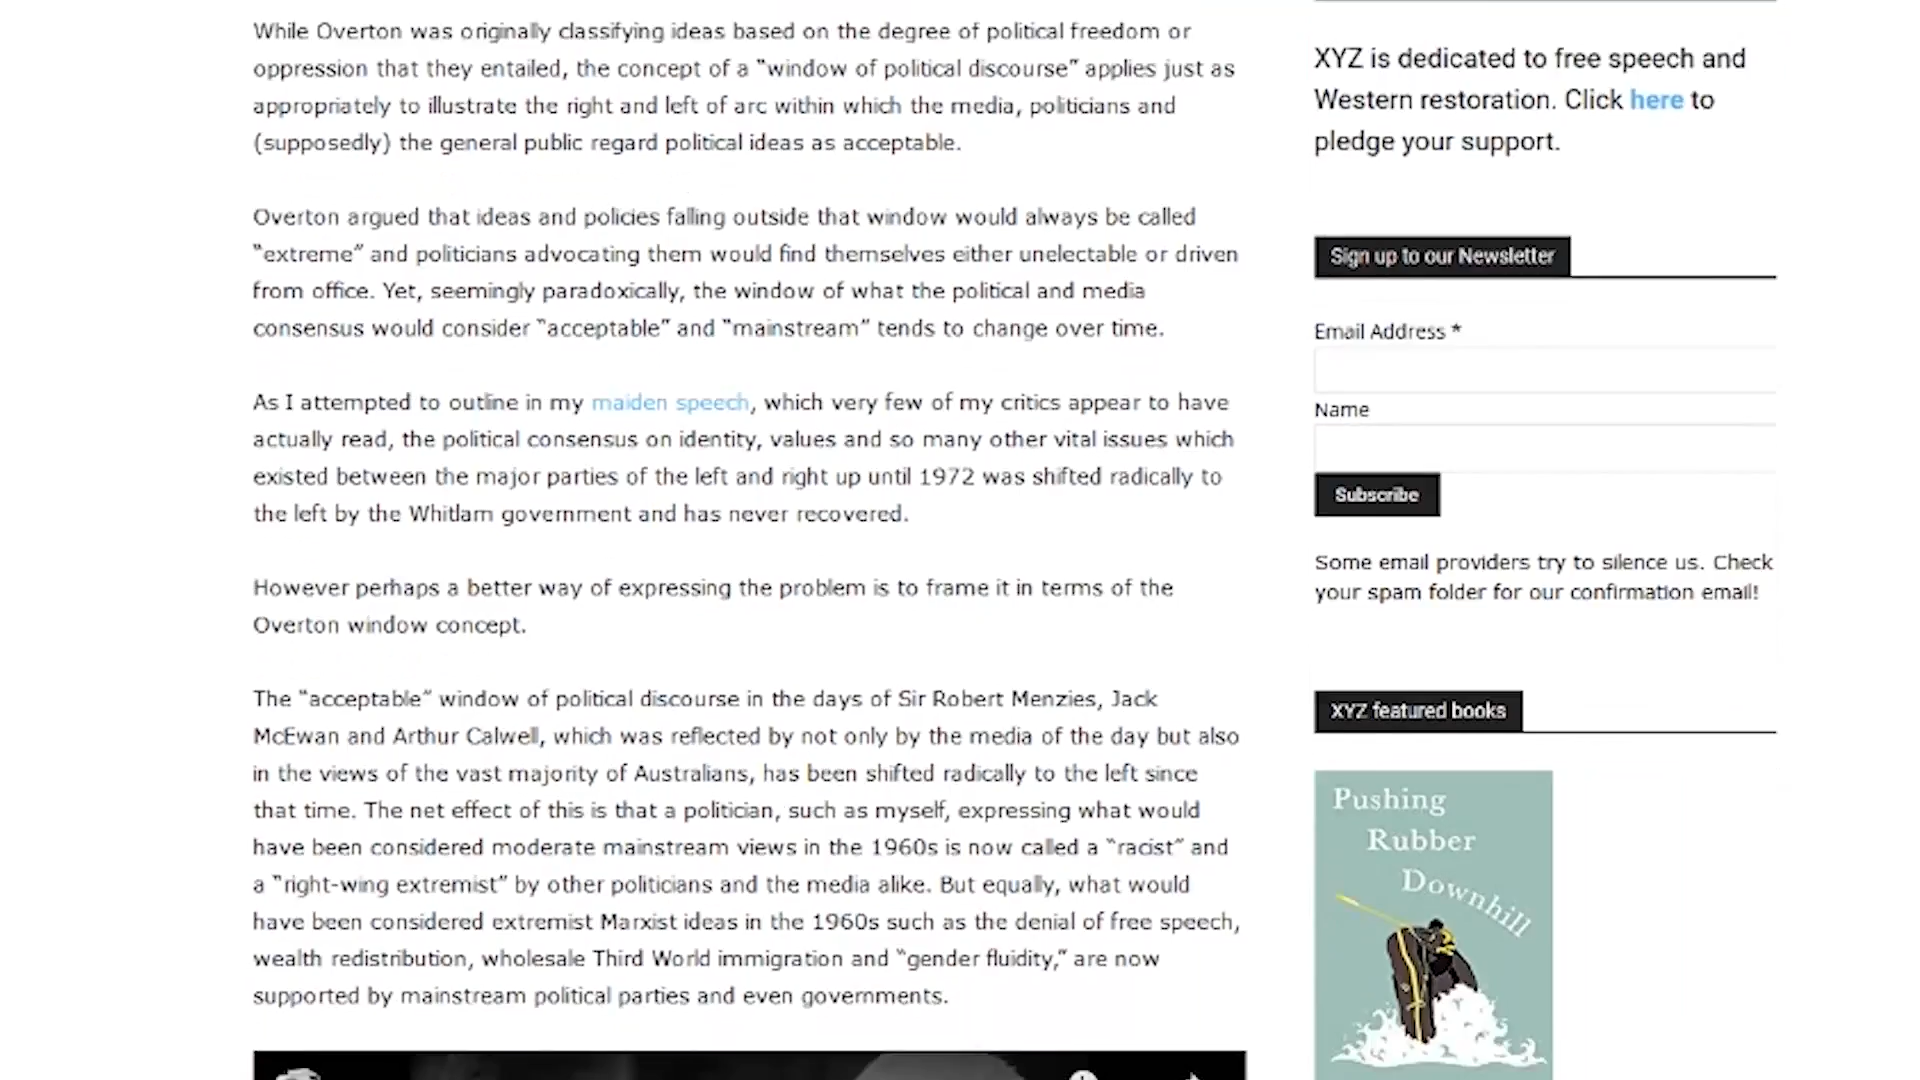 While Overton was originally classifying ideas based on the degree of political freedom or
oppression that they entailed, the concept of a “window of political discourse” applies just as
appropriately to illustrate the right and left of arc within which the media, politicians and
(supposedly) the general public regard political ideas as acceptable.
Overton argued that ideas and policies falling outside that window would always be called
“extreme” and politicians advocating them would find themselves either unelectable or driven
from office. Yet, seemingly paradoxically, the window of what the political and media
consensus would consider “acceptable” and “mainstream” tends to change over time.
As I attempted to outline in my maiden speech, which very few of my critics appear to have
actually read, the political consensus on identity, values and so many other vital issues which
existed between the major parties of the left and right up until 1972 was shifted radically to
the left by the Whitlam government and has never recovered.
However perhaps a better way of expressing the problem is to frame it in terms of the
Overton window concept.
The “acceptable” window of political discourse in the days of Sir Robert Menzies, Jack
McEwan and Arthur Calwell, which was reflected by not only by the media of the day but also
in the views of the vast majority of Australians, has been shifted radically to the left since
that time. The net effect of this is that a politician, such as myself, expressing what would
have been considered moderate mainstream views in the 1960s is now called a “racist” and
a “right-wing extremist” by other politicians and the media alike. But equally, what would
have been considered extremist Marxist ideas in the 1960s such as the denial of free speech,
wealth redistribution, wholesale Third World immigration and “gender fluidity,” are now
supported by mainstream political parties and even governments.
XYZ is dedicated to free speech and
Western restoration. Click here to
pledge your support.
Sign up to our Newsletter
Email Address *
Name
Subscribe
Some email providers try to silence us. Check
your spam folder for our confirmation email!
XYZ featured books
Pushing
Rubber
Downhill